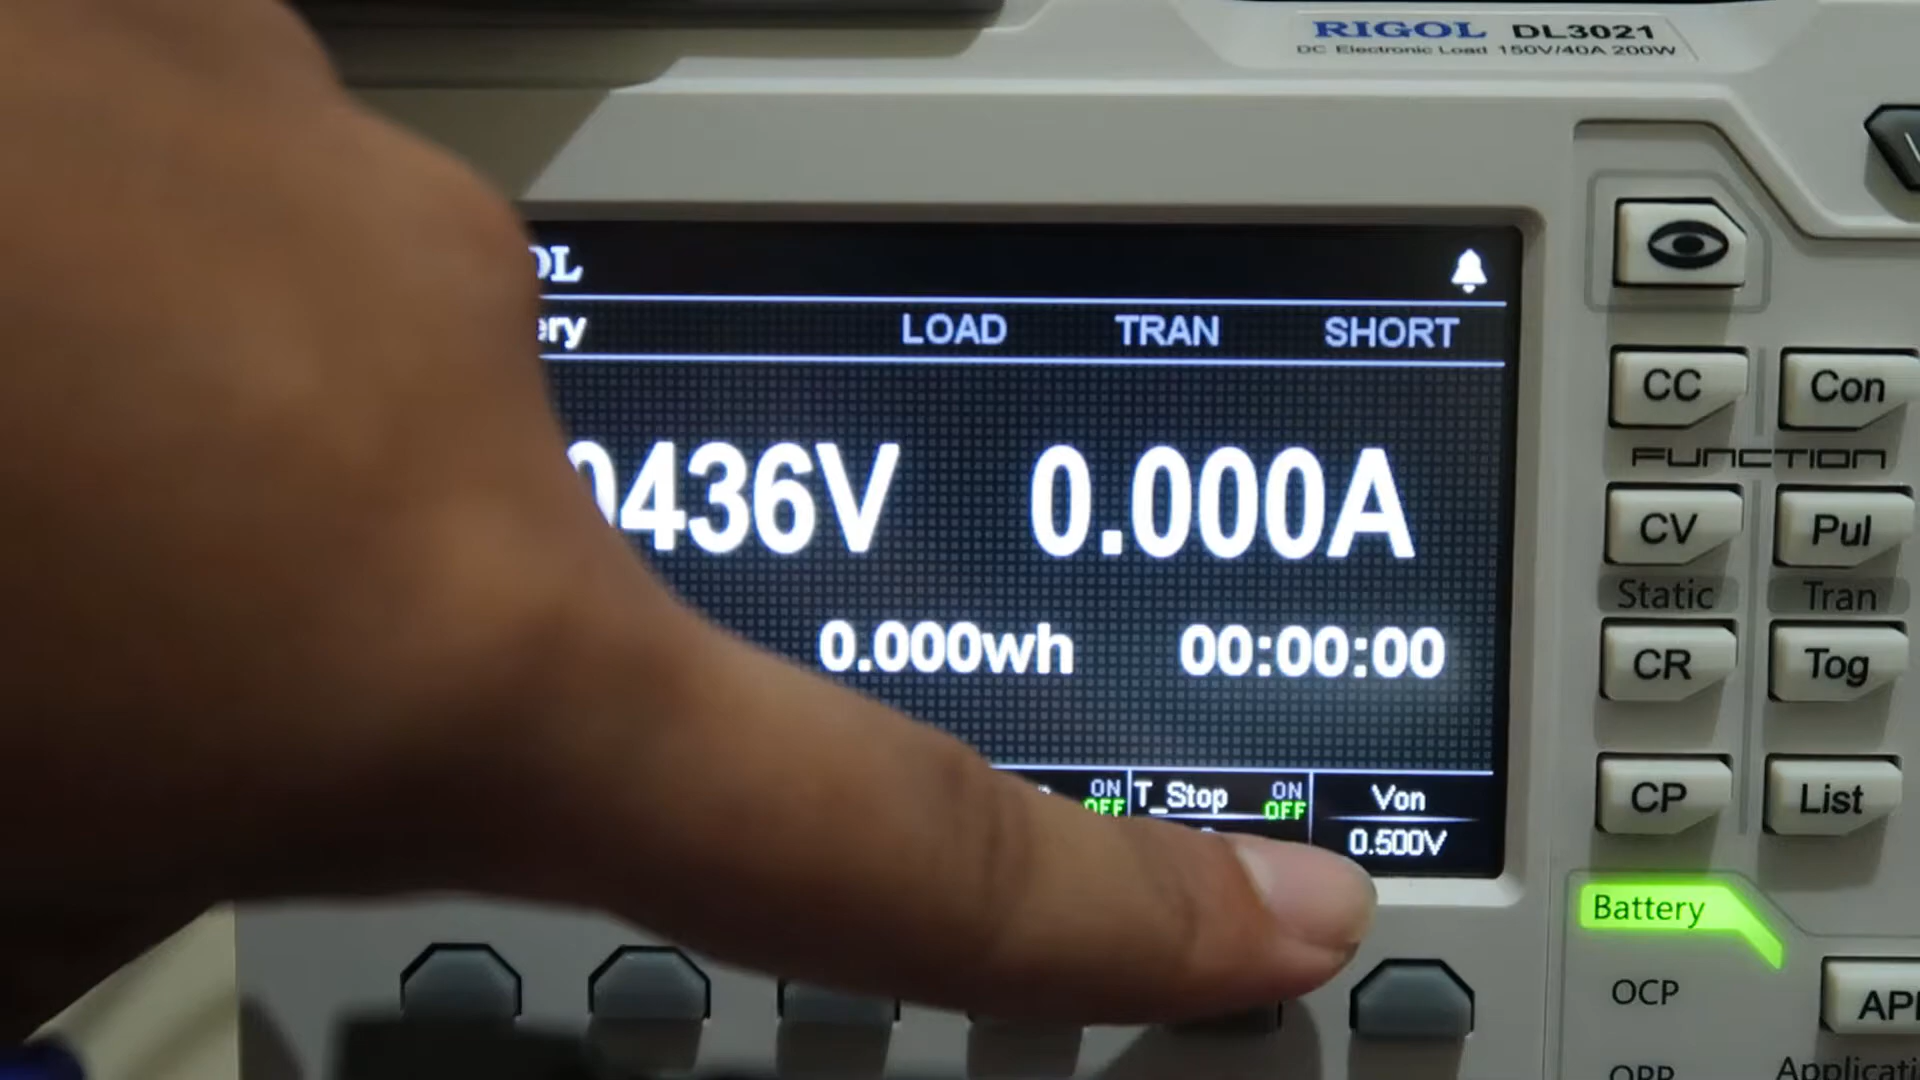 RIGOL DL3021
DC Electronic Load 150V/40A 200W
OL
ery
LOAD TRAN SHORT
0436V 0.000A
0.000wh 00:00:00
ON OFF
T_Stop ON OFF
Von
0.500V
CC
Con
FUNCTION
CV
Pul
Static
Tran
CR
Tog
CP
List
Battery
OCP